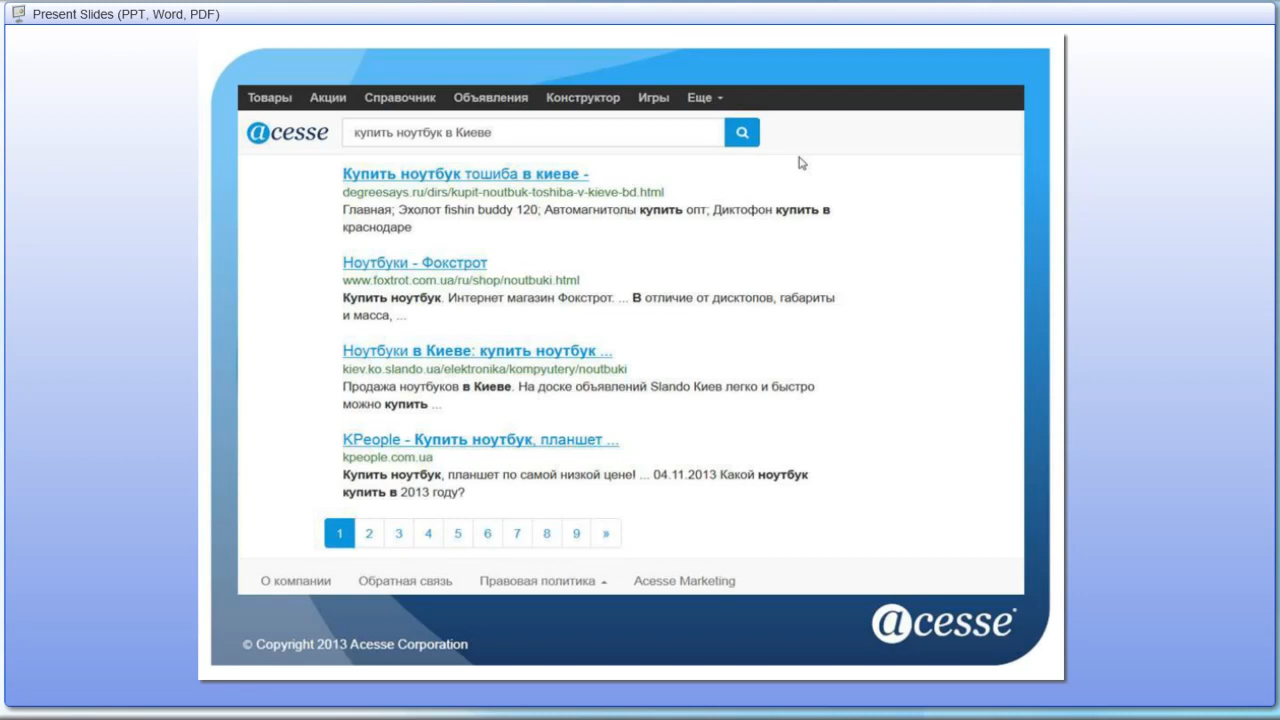 Present Slides (PPT, Word, PDF)
Товары Акции Справочник Объявления Конструктор Игры Еще
acesse купить ноутбук в Киеве
Купить ноутбук тошиба в киеве -
degreesays.ru/dirs/kupit-noutbuk-toshiba-v-kieve-bd.html
Главная; Эхолот fishin buddy 120; Автомагнитолы купить опт; Диктофон купить в
краснодаре
Ноутбуки - Фокстрот
www.foxtrot.com.ua/ru/shop/noutbuki.html
Купить ноутбук. Интернет магазин Фокстрот. ... В отличие от дисктопов, габариты
и масса, ...
Ноутбуки в Киеве: купить ноутбук ...
kiev.ko.slando.ua/elektronika/kompyutery/noutbuki
Продажа ноутбуков в Киеве. На доске объявлений Slando Киев легко и быстро
можно купить ...
KPeople - Купить ноутбук, планшет ...
kpeople.com.ua
Купить ноутбук, планшет по самой низкой цене! ... 04.11.2013 Какой ноутбук
купить в 2013 году?
1 2 3 4 5 6 7 8 9 »
О компании Обратная связь Правовая политика Acesse Marketing
acesse
© Copyright 2013 Acesse Corporation